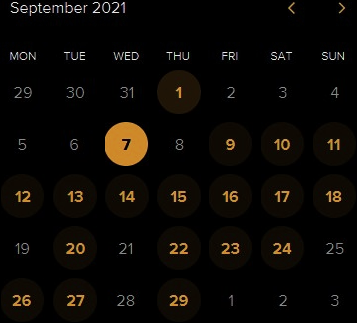 September 2021
MON TUE WED THU FRI SAT SUN
29 30 31 1 2 3 4
5 6 7 8 9 10 11
12 13 14 15 16 17 18
19 20 21 22 23 24 25
26 27 28 29 1 2 3